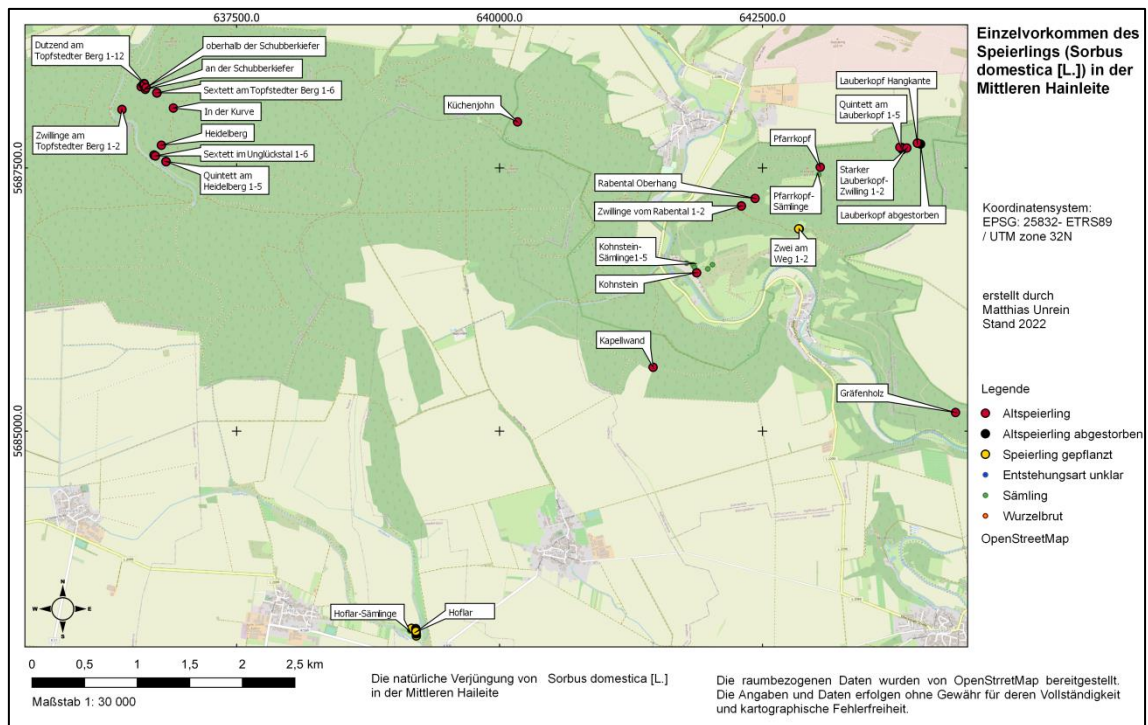 637500.0
640000.0
642500.0
5687500.0
5685000.0
Dutzend am
Topfstedter Berg 1-12
oberhalb der Schubberkiefer
an der Schubberkiefer
Sextett am Topfstedter Berg 1-6
In der Kurve
Zwillinge am
Topfstedter Berg 1-2
Heidelberg
Sextett im Unglückstal 1-6
Quintett am
Heidelberg 1-5
Küchenjohn
Pfarrkopf
Lauberkopf Hangkante
Quintett am
Lauberkopf 1-5
Rabental Oberhang
Zwillinge vom Rabental 1-2
Pfarrkopf-
Sämlinge
Starker
Lauberkopf-
Zwilling 1-2
Lauberkopf abgestorben
Kohnstein-
Sämlinge1-5
Kohnstein
Zwei am
Weg 1-2
Kapellwand
Gräfenholz
Hoflar-Sämlinge
Hoflar
N
W
E
S
Einzelvorkommen des
Speierlings (Sorbus
domestica [L.]) in der
Mittleren Hainleite
Koordinatensystem:
EPSG: 25832- ETRS89
/ UTM zone 32N
erstellt durch
Matthias Unrein
Stand 2022
Legende
Altspeierling
Altspeierling abgestorben
Speierling gepflanzt
Entstehungsart unklar
Sämling
Wurzelbrut
OpenStreetMap
0 0,5 1 1,5 2 2,5 km
Maßstab 1: 30 000
Die natürliche Verjüngung von Sorbus domestica [L.]
in der Mittleren Haileite
Die raumbezogenen Daten wurden von OpenStrretMap bereitgestellt.
Die Angaben und Daten erfolgen ohne Gewähr für deren Vollständigkeit
und kartographische Fehlerfreiheit.